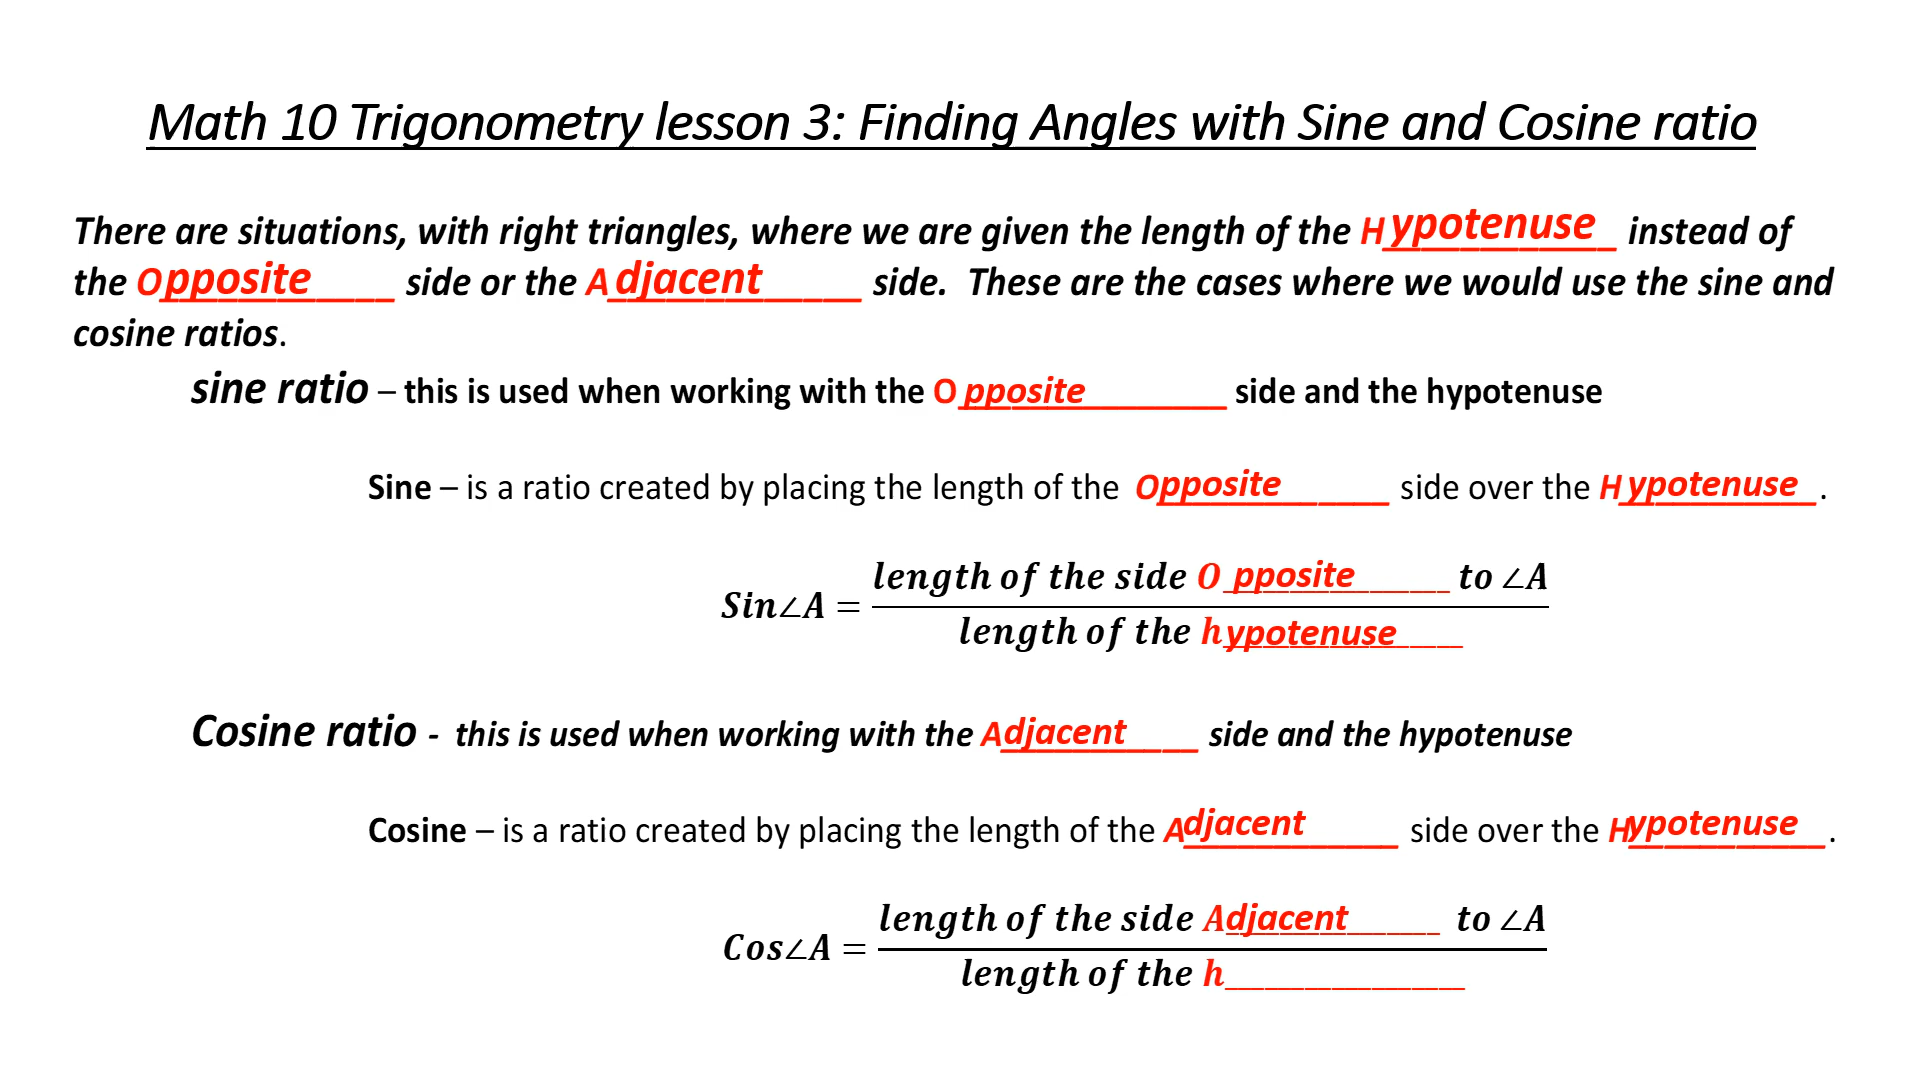 Math 10 Trigonometry lesson 3: Finding Angles with Sine and Cosine ratio
There are situations, with right triangles, where we are given the length of the Hypotenuse instead of
the Opposite side or the Adjacent side. These are the cases where we would use the sine and
cosine ratios.
sine ratio – this is used when working with the Opposite side and the hypotenuse
Sine – is a ratio created by placing the length of the Opposite side over the Hypotenuse.
length of the side Opposite to ∠A
Sin∠A =
length of the hypotenuse
Cosine ratio - this is used when working with the Adjacent side and the hypotenuse
Cosine – is a ratio created by placing the length of the Adjacent side over the Hypotenuse.
length of the side Adjacent to ∠A
Cos∠A =
length of the h__________________